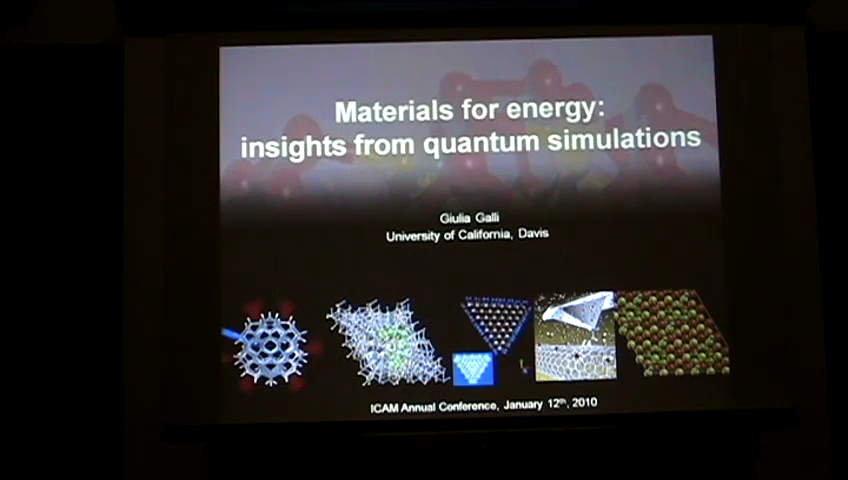 Materials for energy:
insights from quantum simulations
Giulia Galli
University of California, Davis
ICAM Annual Conference, January 12th, 2010